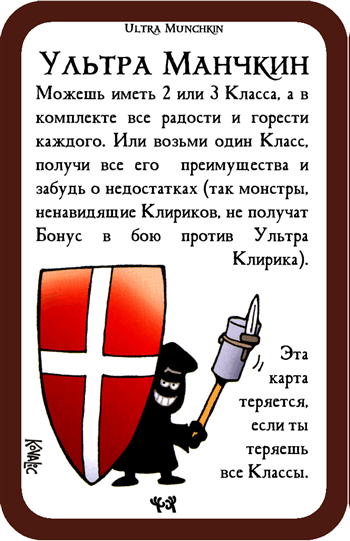 Ultra Munchkin
Ультра Манчкин
Можешь иметь 2 или 3 Класса, а в
комплекте все радости и горести
каждого. Или возьми один Класс,
получи все его преимущества и
забудь о недостатках (так монстры,
ненавидящие Клириков, не получат
Бонус в бою против Ультра
Клирика).
Эта
карта
теряется,
если ты
теряешь
все Классы.
Kovalic